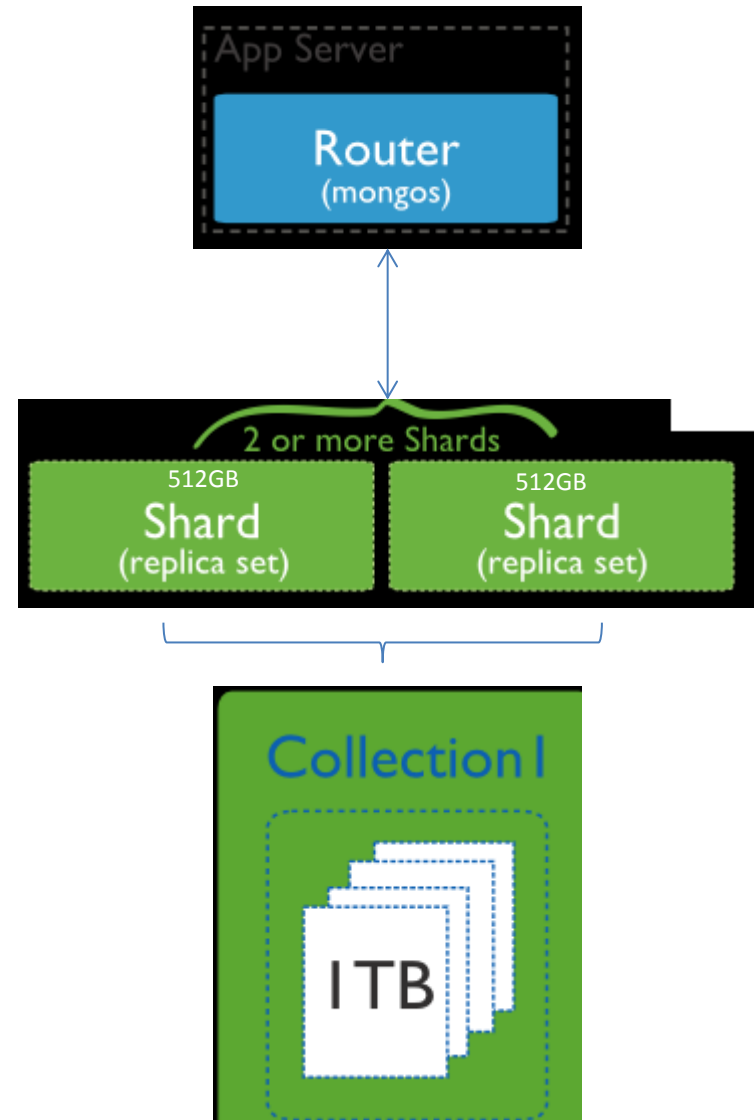 App Server
Router
(mongos)
2 or more Shards
512GB
Shard
(replica set)
512GB
Shard
(replica set)
Collection1
1TB